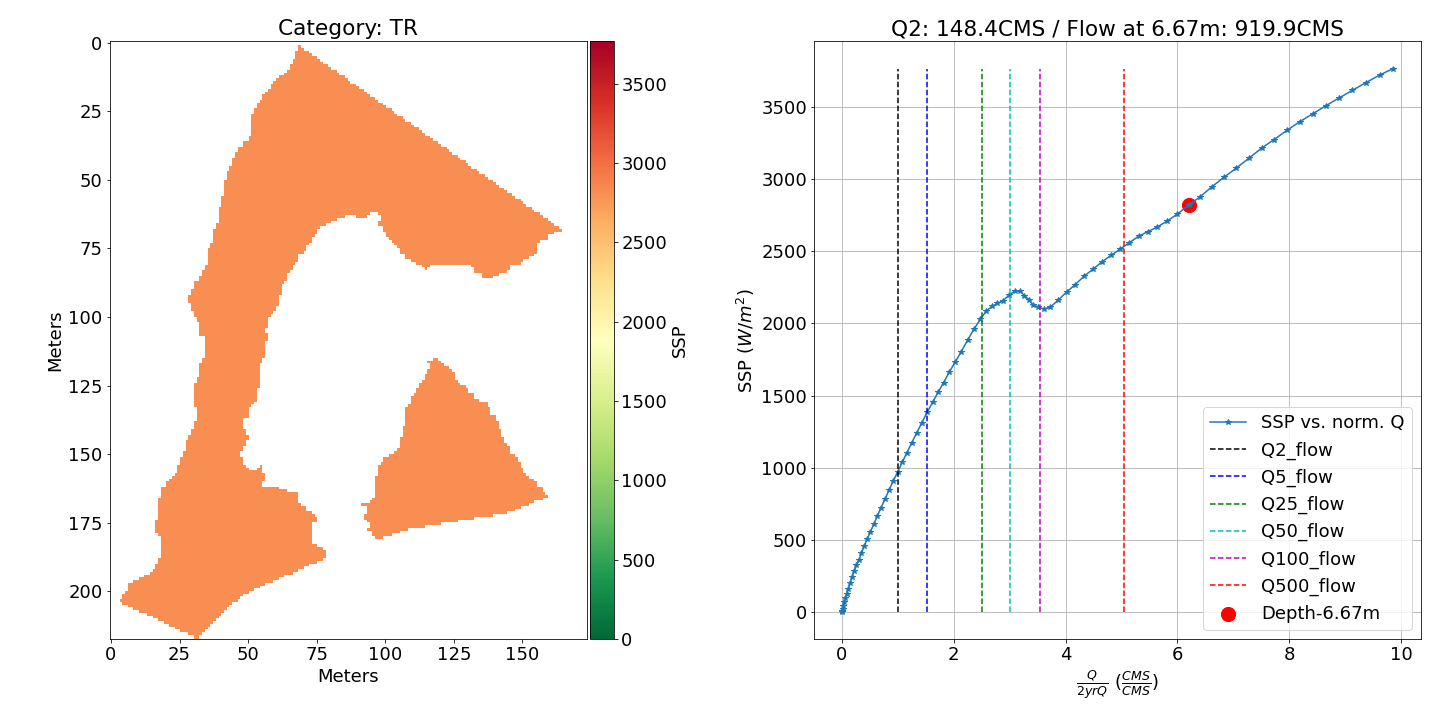 Category: TR
0
25
50
75
100
125
150
175
200
Meters
0
25
50
75
100
125
150
Meters
3500
3000
2500
2000
1500
1000
500
0
SSP
Q2: 148.4CMS / Flow at 6.67m: 919.9CMS
3500
3000
2500
2000
1500
1000
500
0
SSP (W/m²)
0
2
4
6
8
10
Q/2yrQ (CMS/CMS)
SSP vs. norm. Q
Q2_flow
Q5_flow
Q25_flow
Q50_flow
Q100_flow
Q500_flow
Depth-6.67m